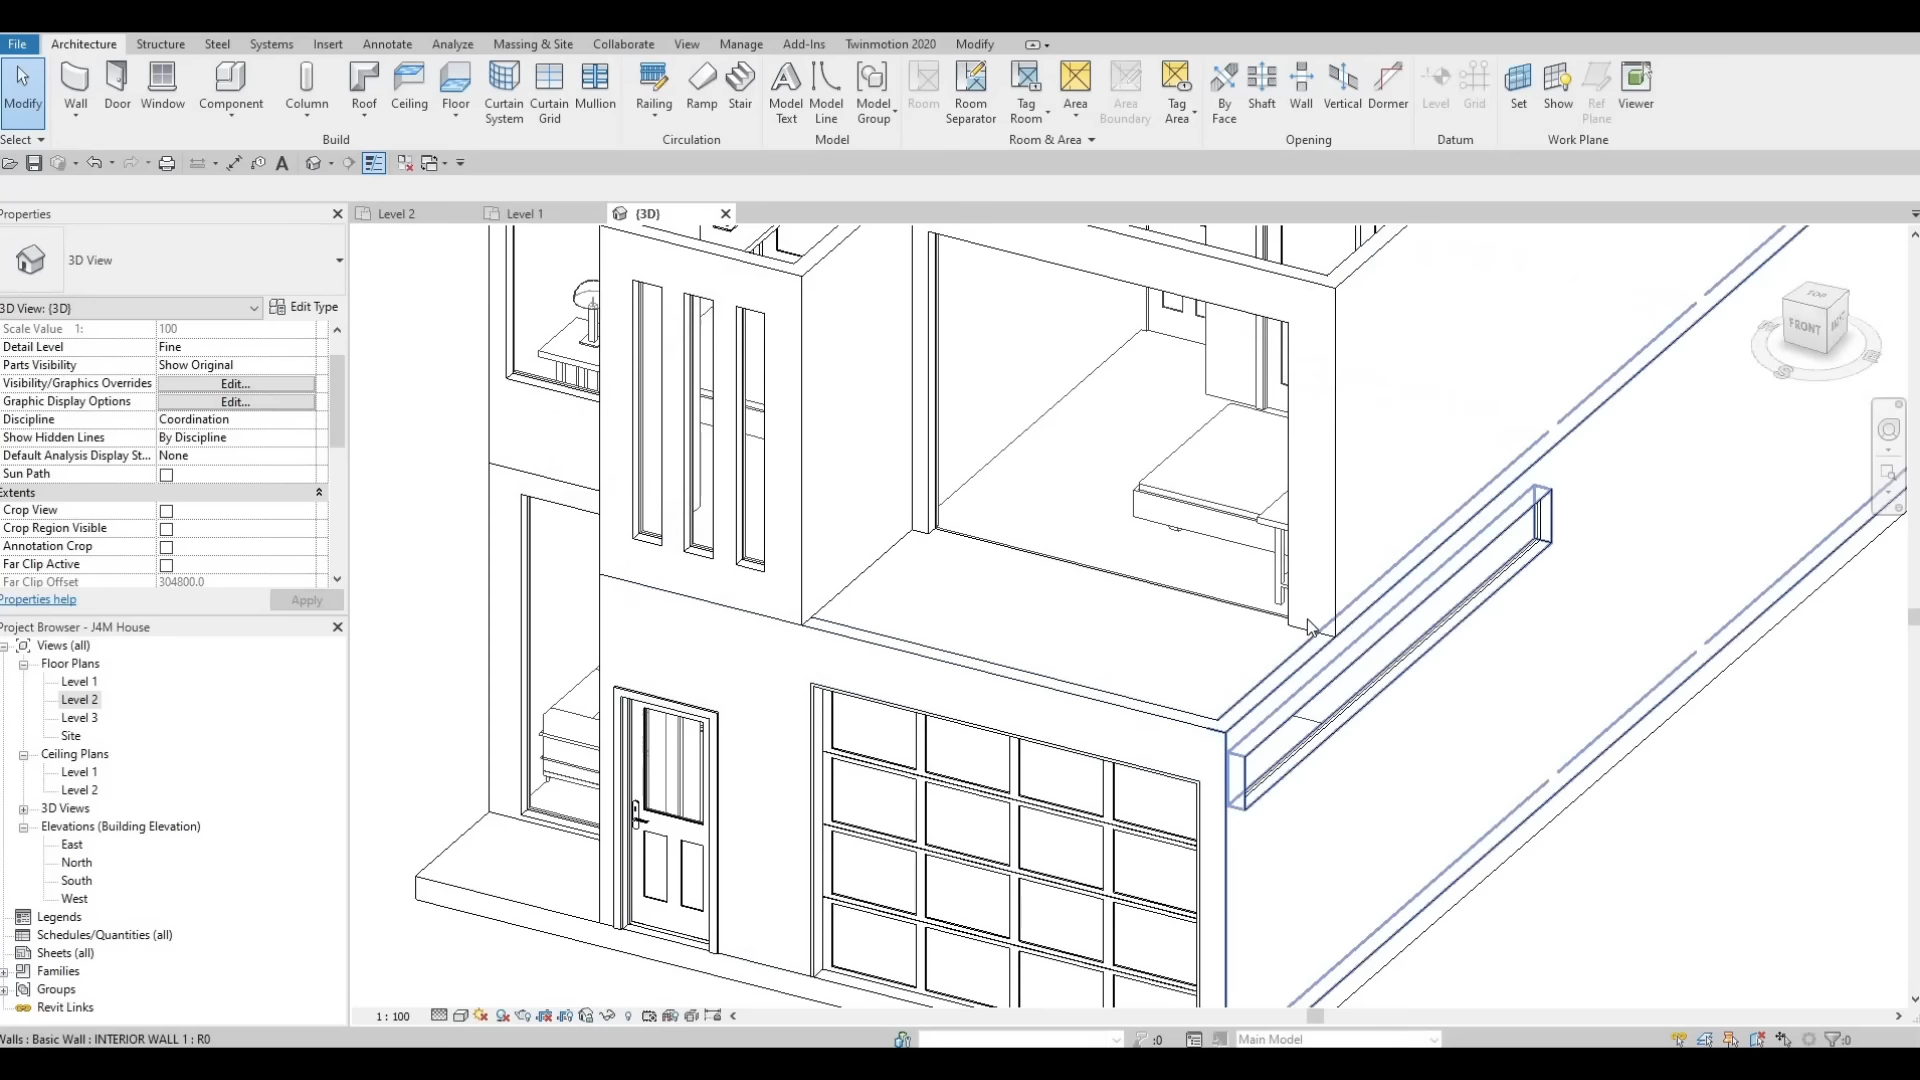 File Architecture Structure Steel Systems Insert Annotate Analyze Massing & Site Collaborate View Manage Add-Ins Twinmotion 2020 Modify
Modify Wall Door Window Component Column Roof Ceiling Floor Curtain System Curtain Grid Mullion Railing Ramp Stair Model Text Model Line Model Group Room Room Separator Tag Room Area Area Boundary Tag Area By Face Shaft Wall Vertical Dormer Level Grid Set Show Ref Plane Viewer
Select Build Circulation Model Room & Area Opening Datum Work Plane
Properties
Level 2 Level 1 {3D}
3D View
3D View: {3D} Edit Type
Scale Value 1: 100
Detail Level Fine
Parts Visibility Show Original
Visibility/Graphics Overrides Edit...
Graphic Display Options Edit...
Discipline Coordination
Show Hidden Lines By Discipline
Default Analysis Display St... None
Sun Path
Extents
Crop View
Crop Region Visible
Annotation Crop
Far Clip Active
Far Clip Offset 304800.0
Properties help Apply
Project Browser - J4M House
Views (all)
Floor Plans
Level 1
Level 2
Level 3
Site
Ceiling Plans
Level 1
Level 2
3D Views
Elevations (Building Elevation)
East
North
South
West
Legends
Schedules/Quantities (all)
Sheets (all)
Families
Groups
Revit Links
TOP
FRONT
S
E
1 : 100
Walls : Basic Wall : INTERIOR WALL 1 : R0 :0 Main Model :0